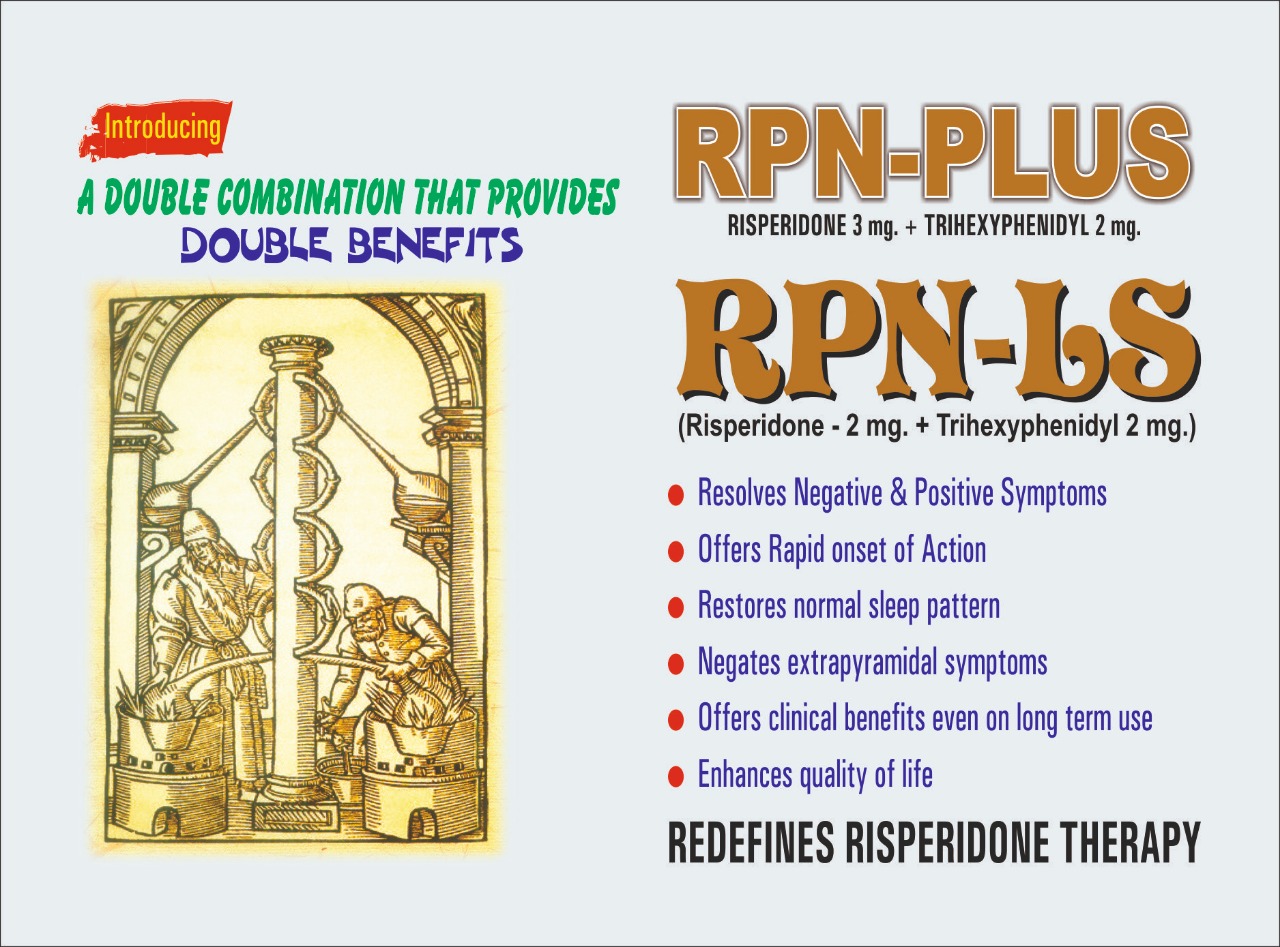 Introducing
A DOUBLE COMBINATION THAT PROVIDES
DOUBLE BENEFITS
RPN-PLUS
RISPERIDONE 3 mg. + TRIHEXYPHENIDYL 2 mg.
RPN-LS
(Risperidone - 2 mg. + Trihexyphenidyl 2 mg.)
● Resolves Negative & Positive Symptoms
● Offers Rapid onset of Action
● Restores normal sleep pattern
● Negates extrapyramidal symptoms
● Offers clinical benefits even on long term use
● Enhances quality of life
REDEFINES RISPERIDONE THERAPY